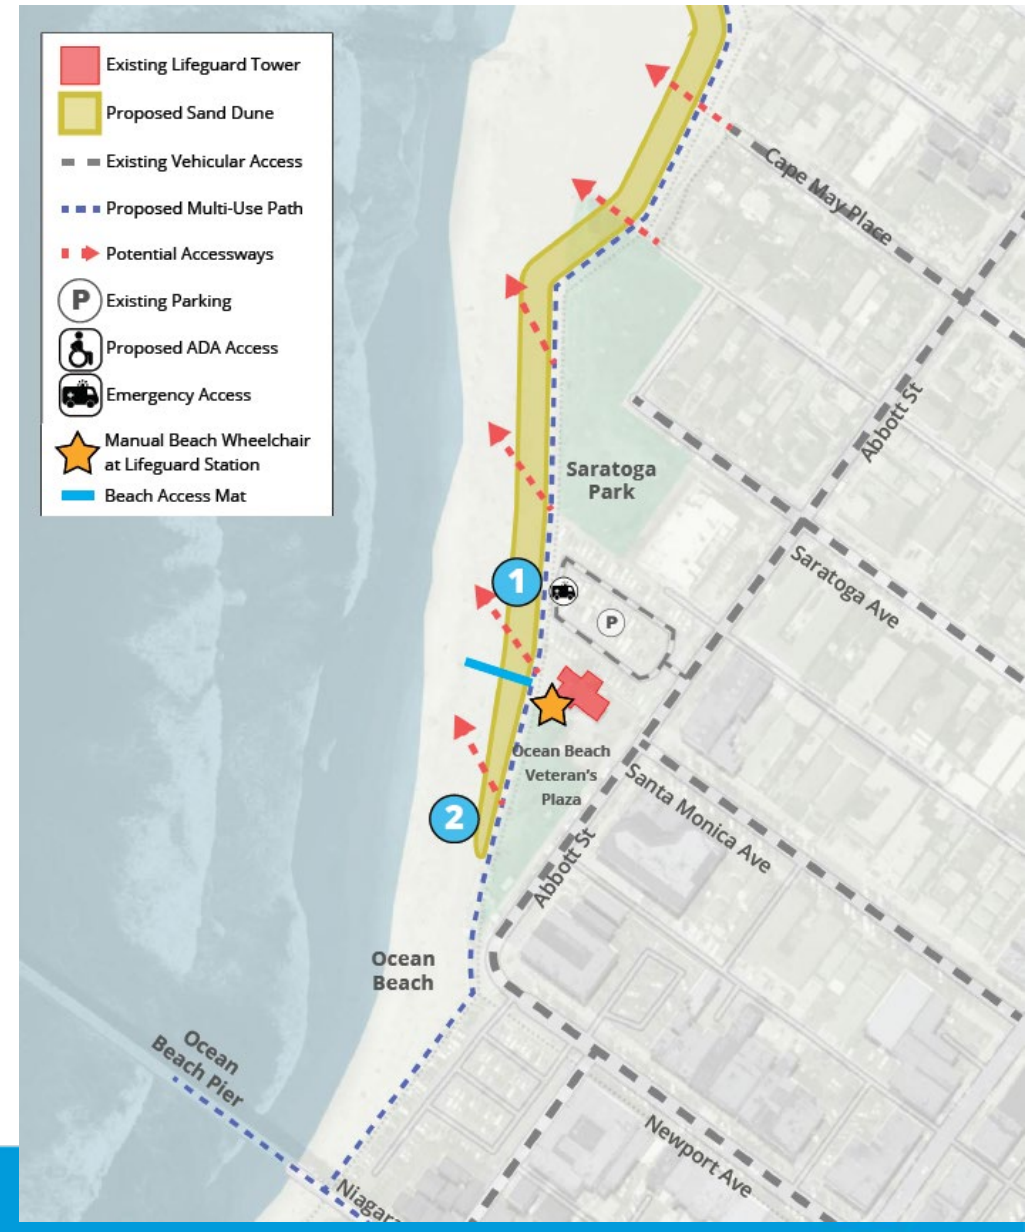 Existing Lifeguard Tower
Proposed Sand Dune
Existing Vehicular Access
Proposed Multi-Use Path
Potential Accessways
P
Existing Parking
Proposed ADA Access
Emergency Access
Manual Beach Wheelchair
at Lifeguard Station
Beach Access Mat
Cape May Place
Abbott St
Saratoga
Park
Saratoga Ave
1
P
Ocean Beach
Veteran's
Plaza
Santa Monica Ave
2
Abbott St
Ocean
Beach
Ocean
Beach Pier
Newport Ave
Niagara